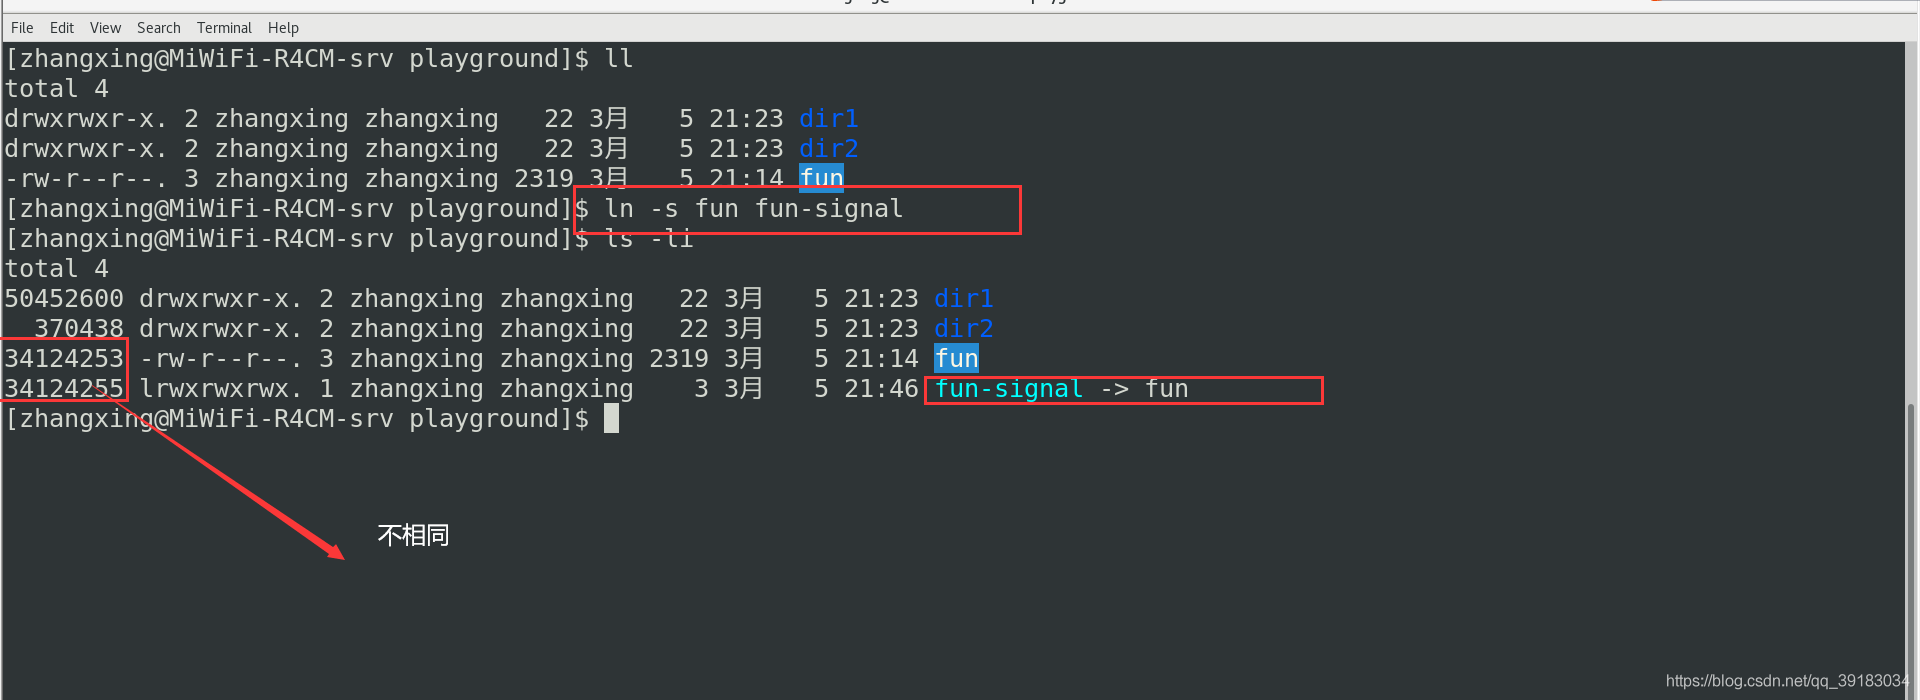 File Edit View Search Terminal Help
[zhangxing@MiWiFi-R4CM-srv playground]$ ll
total 4
drwxrwxr-x. 2 zhangxing zhangxing   22 3月   5 21:23 dir1
drwxrwxr-x. 2 zhangxing zhangxing   22 3月   5 21:23 dir2
-rw-r--r--. 3 zhangxing zhangxing 2319 3月   5 21:14 fun
[zhangxing@MiWiFi-R4CM-srv playground]$ ln -s fun fun-signal
[zhangxing@MiWiFi-R4CM-srv playground]$ ls -li
total 4
50452600 drwxrwxr-x. 2 zhangxing zhangxing   22 3月   5 21:23 dir1
  370438 drwxrwxr-x. 2 zhangxing zhangxing   22 3月   5 21:23 dir2
34124253 -rw-r--r--. 3 zhangxing zhangxing 2319 3月   5 21:14 fun
34124255 lrwxrwxrwx. 1 zhangxing zhangxing    3 3月   5 21:46 fun-signal -> fun
[zhangxing@MiWiFi-R4CM-srv playground]$
不相同
https://blog.csdn.net/qq_39183034